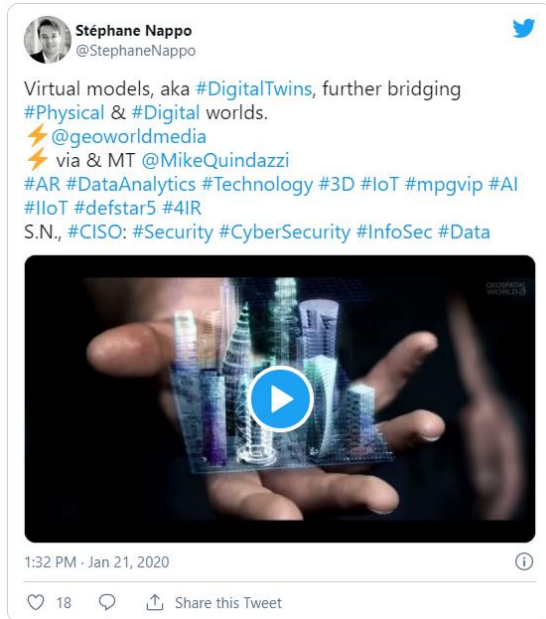 Stéphane Nappo
@StephaneNappo
Virtual models, aka #DigitalTwins, further bridging
#Physical & #Digital worlds.
⚡@geoworldmedia
⚡ via & MT @MikeQuindazzi
#AR #DataAnalytics #Technology #3D #IoT #mpgvip #AI
#IIoT #defstar5 #4IR
S.N., #CISO: #Security #CyberSecurity #InfoSec #Data
GEOSPATIAL
WORLD
1:32 PM · Jan 21, 2020
18
Share this Tweet